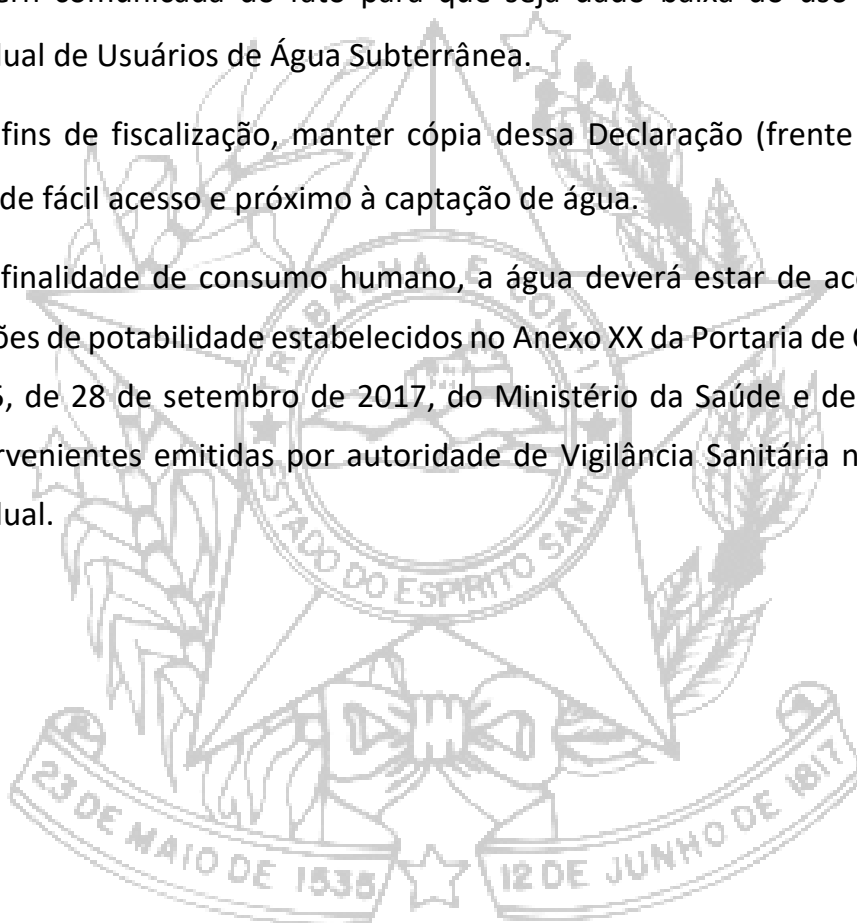 comunicada do fato para que seja dado baixa do uso
dual de Usuários de Água Subterrânea.
fins de fiscalização, manter cópia dessa Declaração (frente
de fácil acesso e próximo à captação de água.
finalidade de consumo humano, a água deverá estar de
ões de potabilidade estabelecidos no Anexo XX da Portaria de
5, de 28 de setembro de 2017, do Ministério da Saúde e de
rvenientes emitidas por autoridade de Vigilância Sanitária
dual.
TRABALHA E
ESTADO DO ESPIRITO SANTO
23 DE MAIO DE 1535
12 DE JUNHO DE 1817